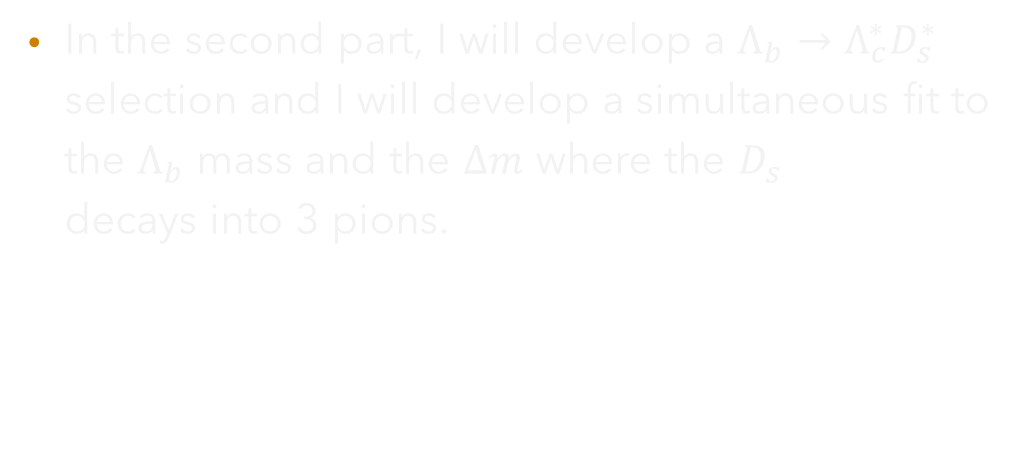 • In the second part, I will develop a Λ_b → Λ_c^* D_s^*
selection and I will develop a simultaneous fit to
the Λ_b mass and the Δm where the D_s
decays into 3 pions.